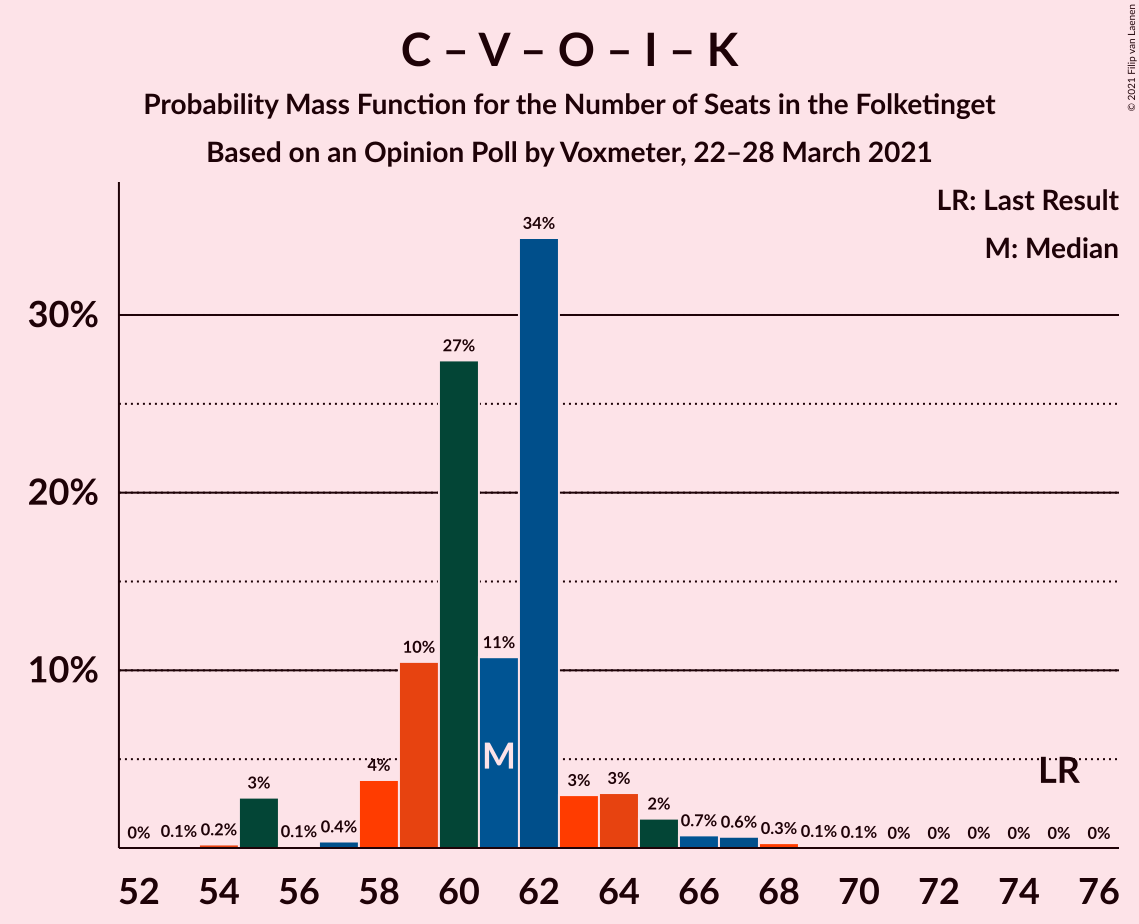 C – V – O – I – K
Probability Mass Function for the Number of Seats in the Folketinget
Based on an Opinion Poll by Voxmeter, 22–28 March 2021
© 2021 Filip van Laenen
LR: Last Result
M: Median
30%
20%
10%
0% 0.1% 0.2% 3% 0.1% 0.4% 4% 10% 27% 11% 34% 3% 3% 2% 0.7% 0.6% 0.3% 0.1% 0.1% 0% 0% 0% 0% 0% 0%
M
LR
52 54 56 58 60 62 64 66 68 70 72 74 76